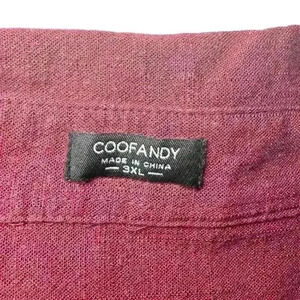 COOFANDY
MADE IN CHINA
— 3XL —